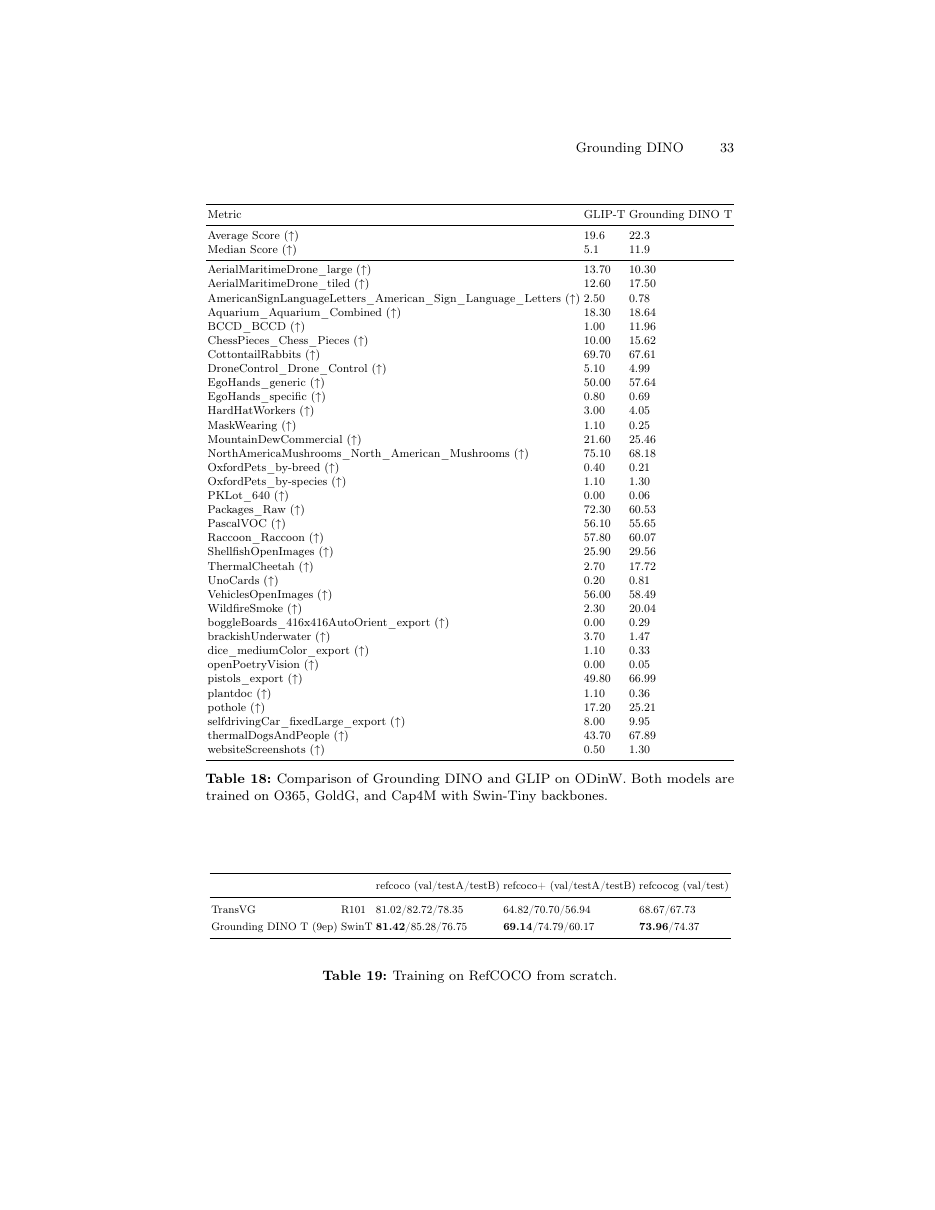 Grounding DINO 33
Metric GLIP-T Grounding DINO T
Average Score (↑) 19.6 22.3
Median Score (↑) 5.1 11.9
AerialMaritimeDrone_large (↑) 13.70 10.30
AerialMaritimeDrone_tiled (↑) 12.60 17.50
AmericanSignLanguageLetters_American_Sign_Language_Letters (↑) 2.50 0.78
Aquarium_Aquarium_Combined (↑) 18.30 18.64
BCCD_BCCD (↑) 1.00 11.96
ChessPieces_Chess_Pieces (↑) 10.00 15.62
CottontailRabbits (↑) 69.70 67.61
DroneControl_Drone_Control (↑) 5.10 4.99
EgoHands_generic (↑) 50.00 57.64
EgoHands_specific (↑) 0.80 0.69
HardHatWorkers (↑) 3.00 4.05
MaskWearing (↑) 1.10 0.25
MountainDewCommercial (↑) 21.60 25.46
NorthAmericaMushrooms_North_American_Mushrooms (↑) 75.10 68.18
OxfordPets_by-breed (↑) 0.40 0.21
OxfordPets_by-species (↑) 1.10 1.30
PKLot_640 (↑) 0.00 0.06
Packages_Raw (↑) 72.30 60.53
PascalVOC (↑) 56.10 55.65
Raccoon_Raccoon (↑) 57.80 60.07
ShellfishOpenImages (↑) 25.90 29.56
ThermalCheetah (↑) 2.70 17.72
UnoCards (↑) 0.20 0.81
VehiclesOpenImages (↑) 56.00 58.49
WildfireSmoke (↑) 2.30 20.04
boggleBoards_416x416AutoOrient_export (↑) 0.00 0.29
brackishUnderwater (↑) 3.70 1.47
dice_mediumColor_export (↑) 1.10 0.33
openPoetryVision (↑) 0.00 0.05
pistols_export (↑) 49.80 66.99
plantdoc (↑) 1.10 0.36
pothole (↑) 17.20 25.21
selfdrivingCar_fixedLarge_export (↑) 8.00 9.95
thermalDogsAndPeople (↑) 43.70 67.89
websiteScreenshots (↑) 0.50 1.30
Table 18: Comparison of Grounding DINO and GLIP on ODinW. Both models are
trained on O365, GoldG, and Cap4M with Swin-Tiny backbones.
refcoco (val/testA/testB) refcoco+ (val/testA/testB) refcocog (val/test)
TransVG R101 81.02/82.72/78.35 64.82/70.70/56.94 68.67/67.73
Grounding DINO T (9ep) SwinT 81.42/85.28/76.75 69.14/74.79/60.17 73.96/74.37
Table 19: Training on RefCOCO from scratch.